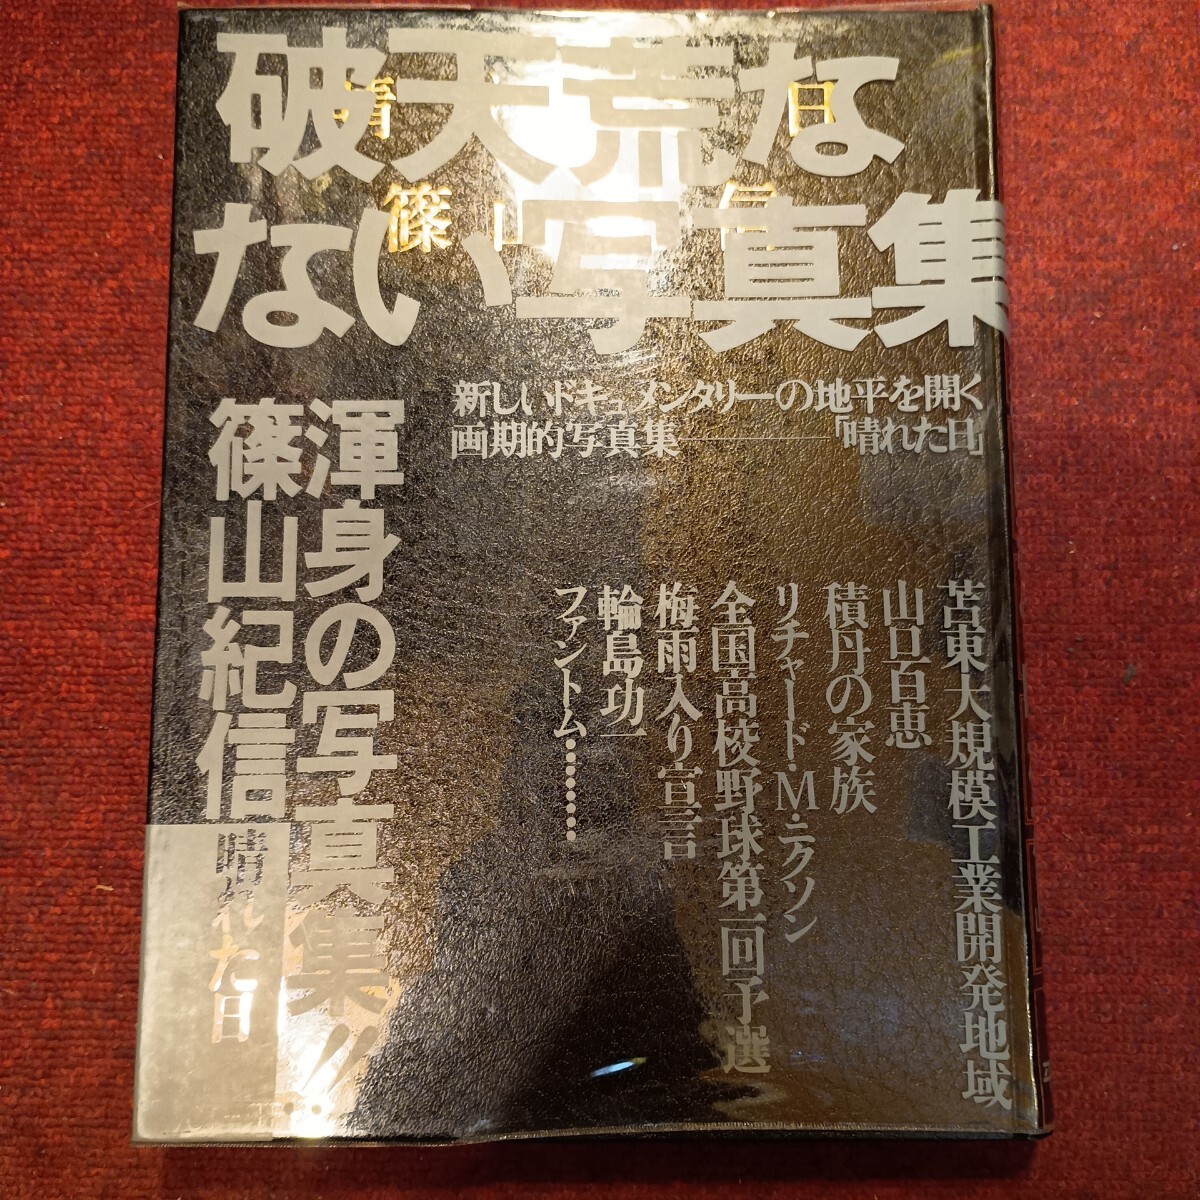 破天荒な
ない写真集
晴 日
篠山 信
新しいドキュメンタリーの地平を開く
画期的写真集――「晴れた日」
渾身の写真集!!
篠山紀信
晴れた日
苫東大規模工業開発地域
山口百恵
積丹の家族
リチャード・M・ニクソン
全国高校野球第一回予選
梅雨入り宣言
輪島功一
ファントム………